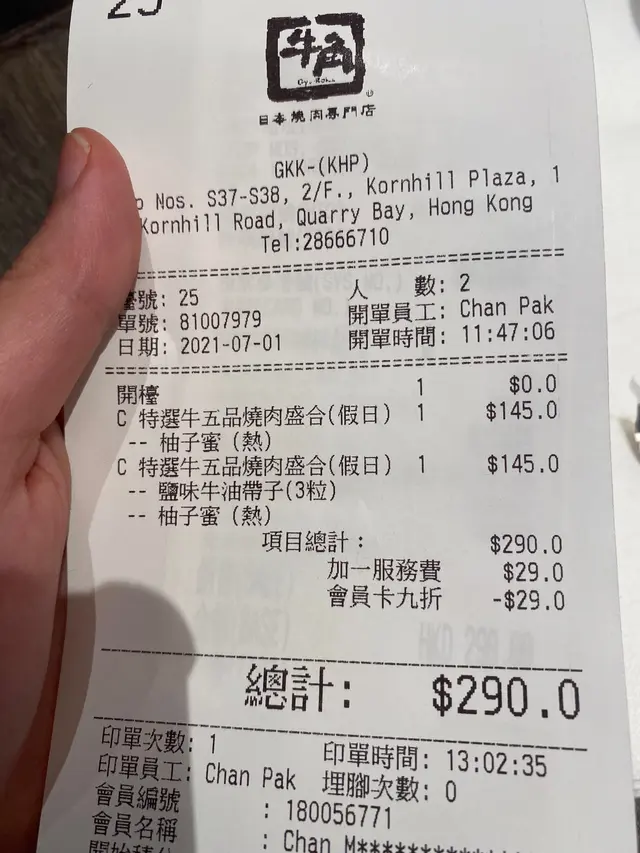 25
牛角
Gyu-Kaku
日本燒肉専門店
GKK-(KHP)
Nos. S37-S38, 2/F., Kornhill Plaza, 1
Kornhill Road, Quarry Bay, Hong Kong
Tel:28666710
檯號: 25 人 數: 2
單號: 81007979 開單員工: Chan Pak
日期: 2021-07-01 開單時間: 11:47:06
開檯 1 $0.0
C 特選牛五品燒肉盛合(假日) 1 $145.0
-- 柚子蜜 (熱)
C 特選牛五品燒肉盛合(假日) 1 $145.0
-- 鹽味牛油帶子(3粒)
-- 柚子蜜 (熱)
項目總計: $290.0
加一服務費 $29.0
會員卡九折 -$29.0
總計: $290.0
印單次數: 1 印單時間: 13:02:35
印單員工: Chan Pak 埋腳次數: 0
會員編號 : 180056771
會員名稱 : Chan M************